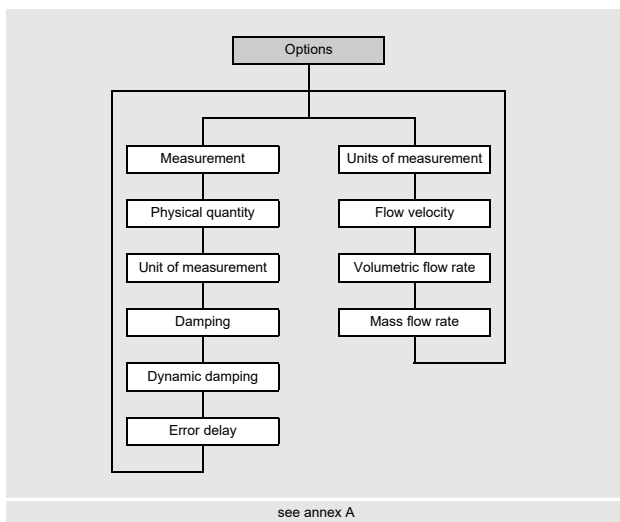 Options
Measurement
Physical quantity
Unit of measurement
Damping
Dynamic damping
Error delay
Units of measurement
Flow velocity
Volumetric flow rate
Mass flow rate
see annex A